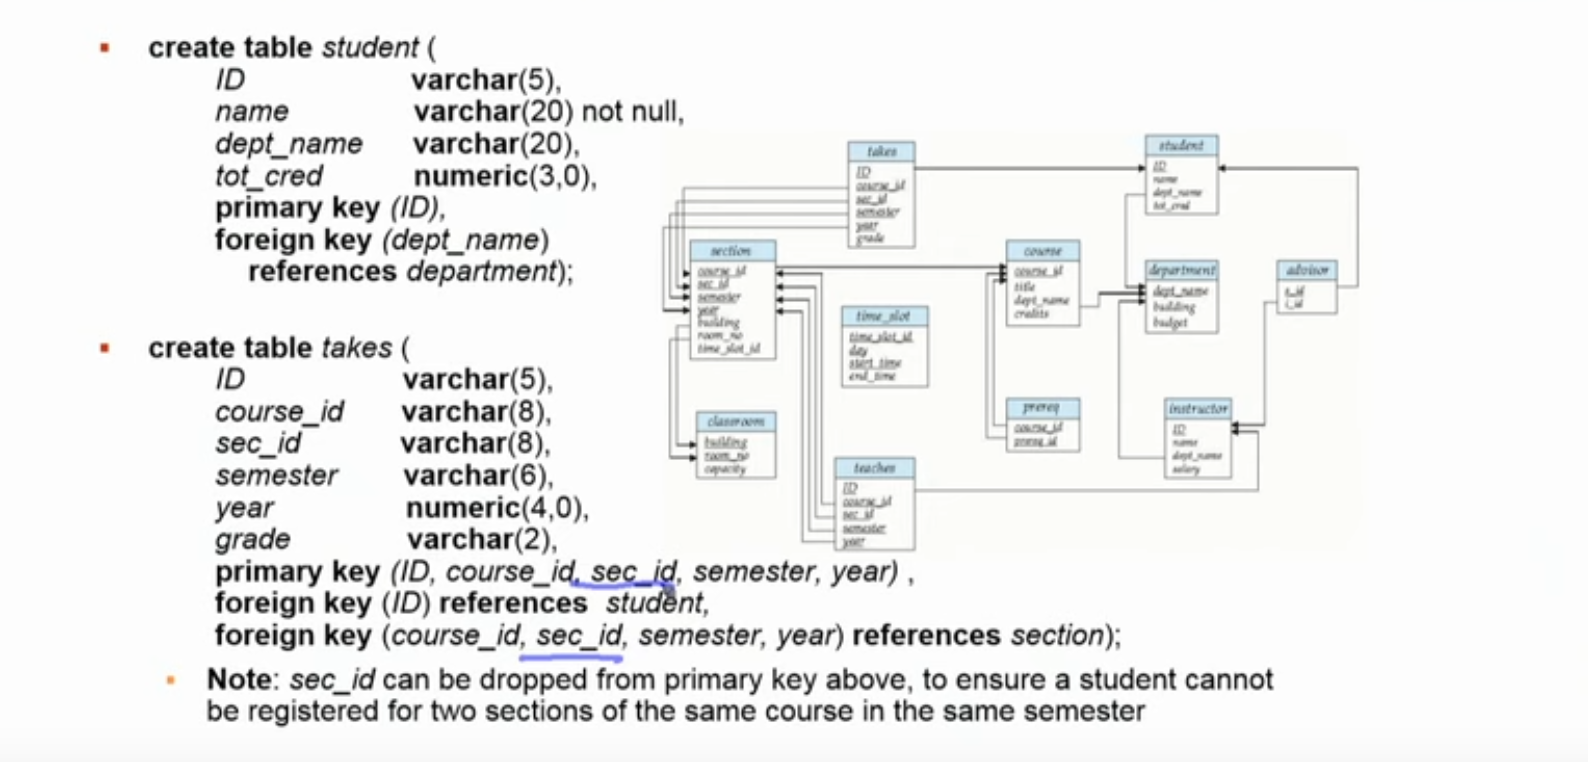 create table student (
ID varchar(5),
name varchar(20) not null,
dept_name varchar(20),
tot_cred numeric(3,0),
primary key (ID),
foreign key (dept_name)
references department);
create table takes (
ID varchar(5),
course_id varchar(8),
sec_id varchar(8),
semester varchar(6),
year numeric(4,0),
grade varchar(2),
primary key (ID, course_id, sec_id, semester, year) ,
foreign key (ID) references student,
foreign key (course_id, sec_id, semester, year) references section);
Note: sec_id can be dropped from primary key above, to ensure a student cannot
be registered for two sections of the same course in the same semester
takes
ID
course_id
sec_id
semester
year
grade
student
ID
name
dept_name
tot_cred
section
course_id
sec_id
semester
year
building
room_no
time_slot_id
course
course_id
title
dept_name
credits
department
dept_name
building
budget
advisor
s_id
i_id
time_slot
time_slot_id
day
start_time
end_time
classroom
building
room_no
capacity
prereq
course_id
prereq_id
instructor
ID
name
dept_name
salary
teaches
ID
course_id
sec_id
semester
year